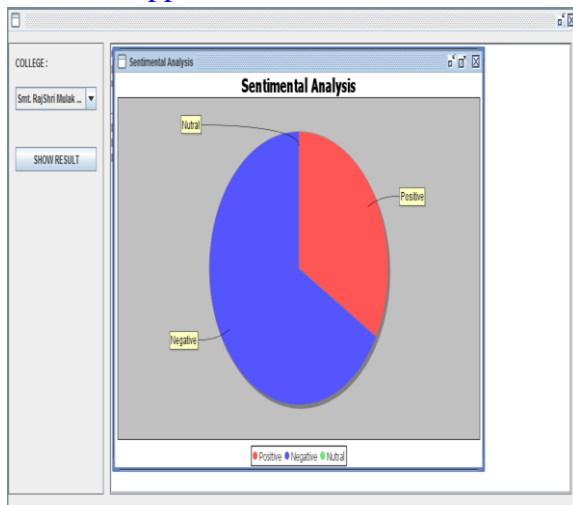 COLLEGE :
Smt. RajShri Mulak ...
SHOW RESULT
Sentimental Analysis
Sentimental Analysis
Nutral
Positive
Negative
Positive Negative Nutral